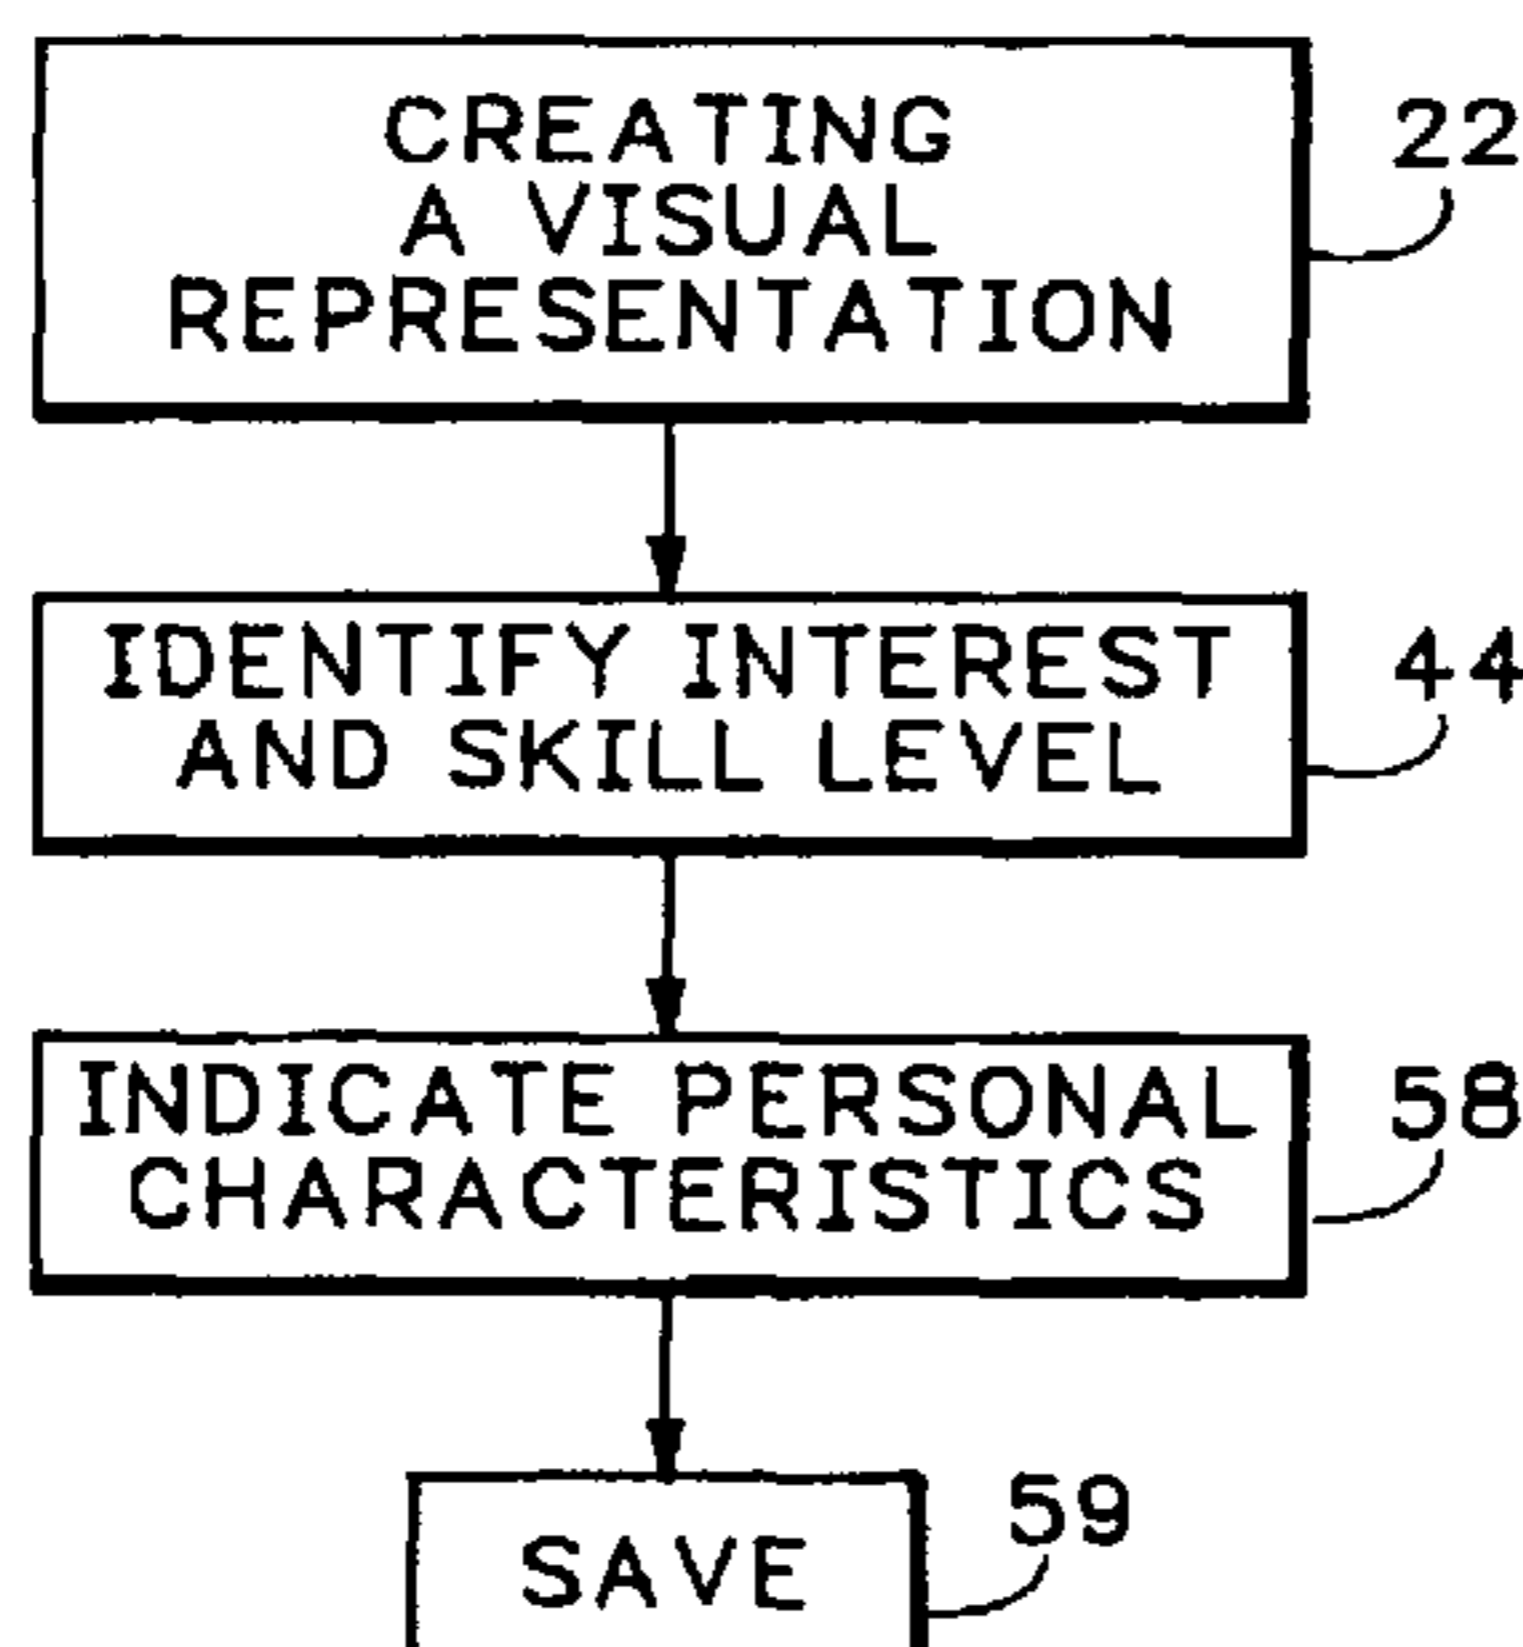 CREATING
A VISUAL
REPRESENTATION
22
IDENTIFY INTEREST
AND SKILL LEVEL
44
INDICATE PERSONAL
CHARACTERISTICS
58
SAVE
59